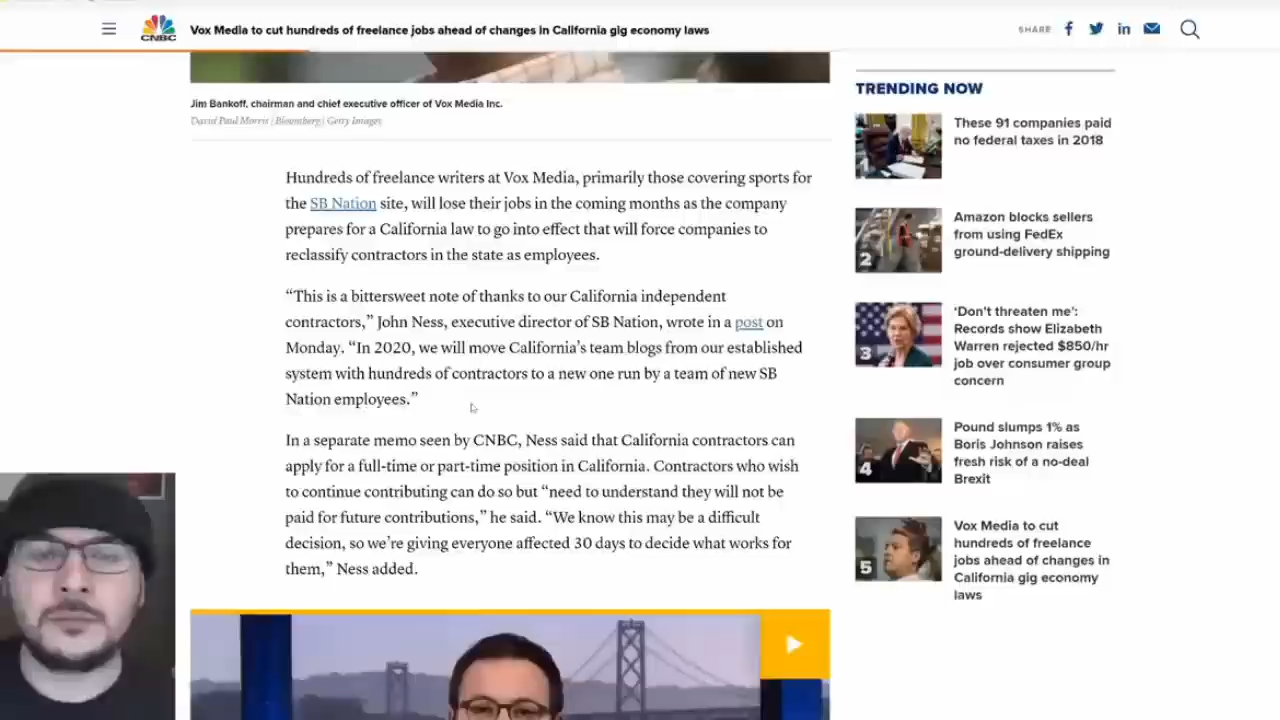 CNBC
Vox Media to cut hundreds of freelance jobs ahead of changes in California gig economy laws
SHARE
Jim Bankoff, chairman and chief executive officer of Vox Media Inc.
David Paul Morris | Bloomberg | Getty Images
Hundreds of freelance writers at Vox Media, primarily those covering sports for
the SB Nation site, will lose their jobs in the coming months as the company
prepares for a California law to go into effect that will force companies to
reclassify contractors in the state as employees.
“This is a bittersweet note of thanks to our California independent
contractors,” John Ness, executive director of SB Nation, wrote in a post on
Monday. “In 2020, we will move California’s team blogs from our established
system with hundreds of contractors to a new one run by a team of new SB
Nation employees.”
In a separate memo seen by CNBC, Ness said that California contractors can
apply for a full-time or part-time position in California. Contractors who wish
to continue contributing can do so but “need to understand they will not be
paid for future contributions,” he said. “We know this may be a difficult
decision, so we’re giving everyone affected 30 days to decide what works for
them,” Ness added.
TRENDING NOW
These 91 companies paid
no federal taxes in 2018
2
Amazon blocks sellers
from using FedEx
ground-delivery shipping
3
‘Don’t threaten me’:
Records show Elizabeth
Warren rejected $850/hr
job over consumer group
concern
4
Pound slumps 1% as
Boris Johnson raises
fresh risk of a no-deal
Brexit
5
Vox Media to cut
hundreds of freelance
jobs ahead of changes in
California gig economy
laws